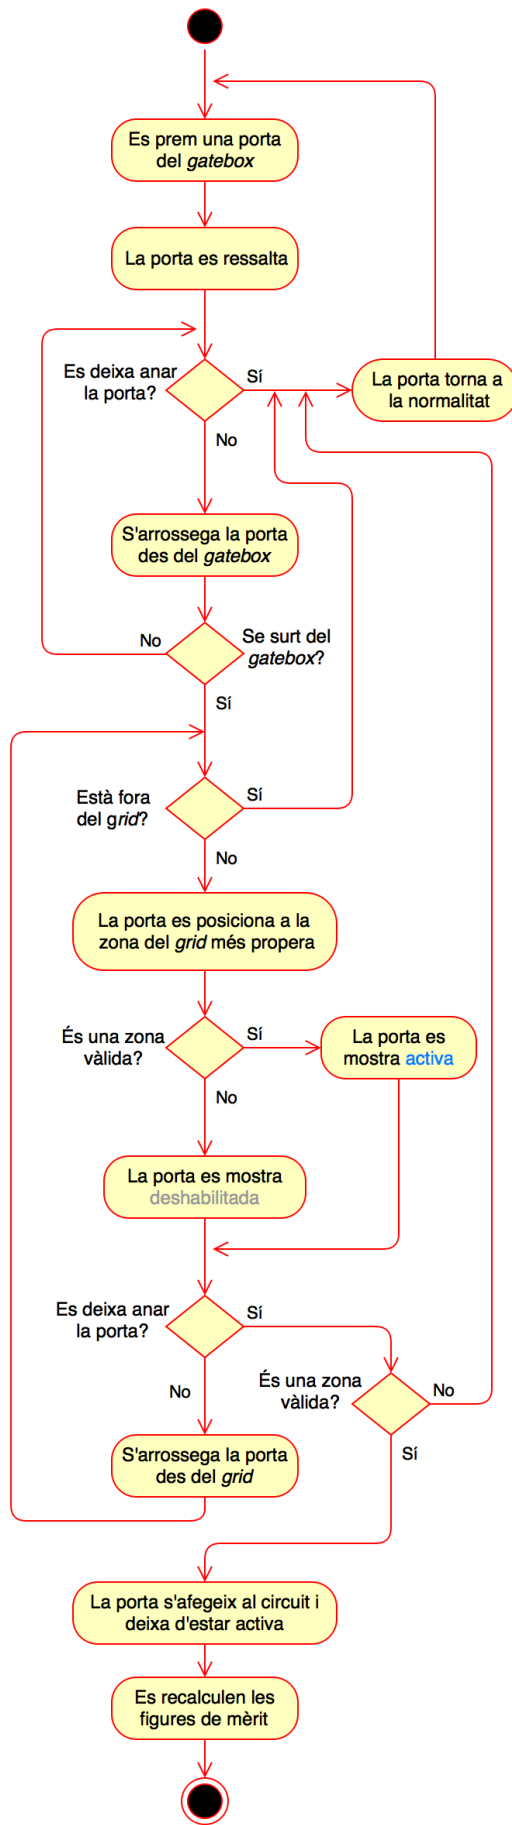 Es prem una porta
del gatebox
La porta es ressalta
Es deixa anar
la porta?
Sí
La porta torna a
la normalitat
No
S'arrossega la porta
des del gatebox
No
Se surt del
gatebox?
Sí
Està fora
del grid?
Sí
No
La porta es posiciona a la
zona del grid més propera
És una zona
vàlida?
Sí
La porta es
mostra activa
No
La porta es mostra
deshabilitada
Es deixa anar
la porta?
Sí
És una zona
vàlida?
No
No
S'arrossega la porta
des del grid
Sí
La porta s'afegeix al circuit i
deixa d'estar activa
Es recalculen les
figures de mèrit